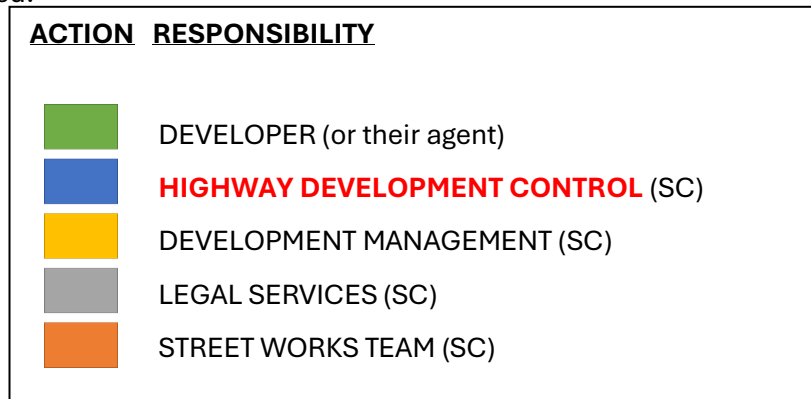 ACTION RESPONSIBILITY
DEVELOPER (or their agent)
HIGHWAY DEVELOPMENT CONTROL (SC)
DEVELOPMENT MANAGEMENT (SC)
LEGAL SERVICES (SC)
STREET WORKS TEAM (SC)